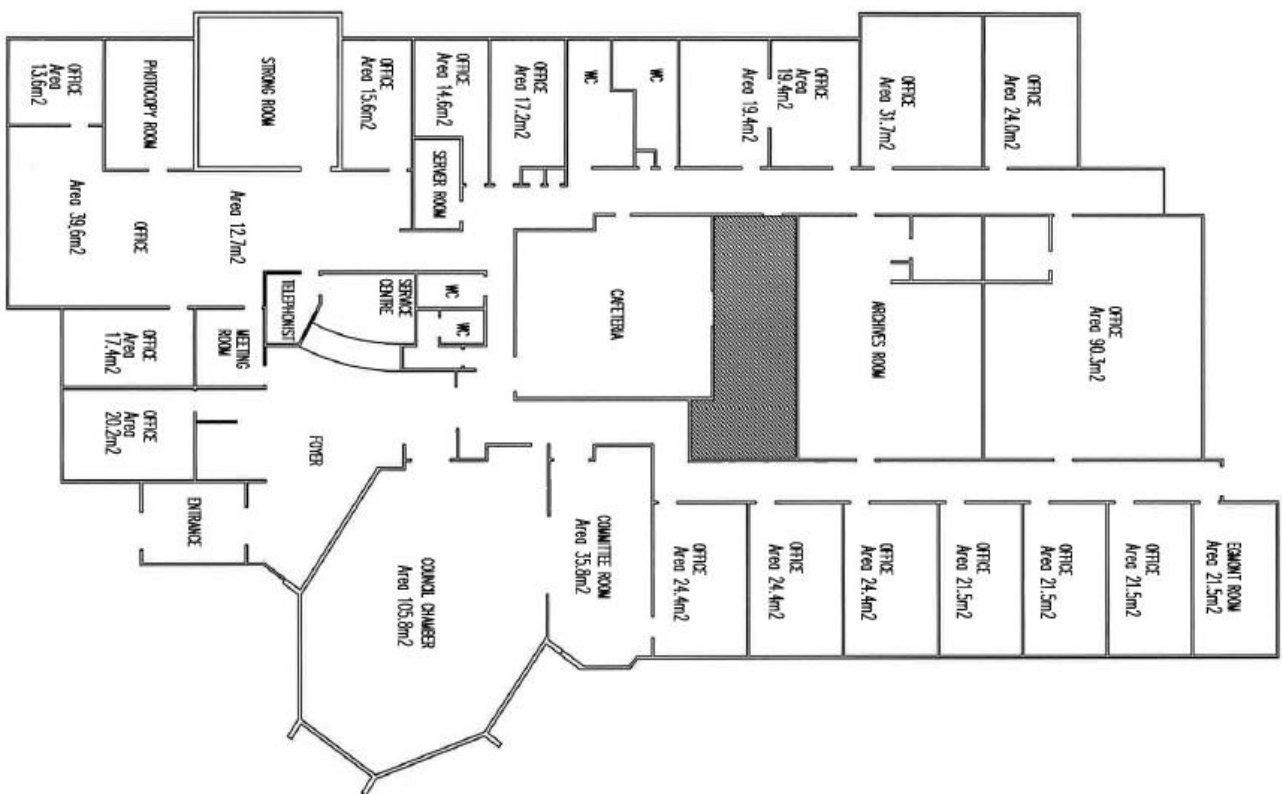 OFFICE
Area
13.6m2
PHOTOCOPY ROOM
STRONG ROOM
OFFICE
Area 15.6m2
OFFICE
Area 14.6m2
OFFICE
Area 17.2m2
WC
WC
Area 19.4m2
OFFICE
Area
19.4m2
OFFICE
Area 31.7m2
OFFICE
Area 24.0m2
SERVER ROOM
Area 39,6m2
OFFICE
Area 12.7m2
TELEPHONIST
SERVICE
CENTRE
WC
WC
CAFETERIA
ARCHIVES ROOM
OFFICE
Area 90.3m2
OFFICE
Area
17.4m2
MEETING
ROOM
OFFICE
Area
20.2m2
FOYER
ENTRANCE
COUNCIL CHAMBER
Area 105.8m2
COMMITTEE ROOM
Area 35.8m2
OFFICE
Area 24.4m2
OFFICE
Area 24.4m2
OFFICE
Area 24.4m2
OFFICE
Area 21.5m2
OFFICE
Area 21.5m2
OFFICE
Area 21.5m2
EGMONT ROOM
Area 21.5m2